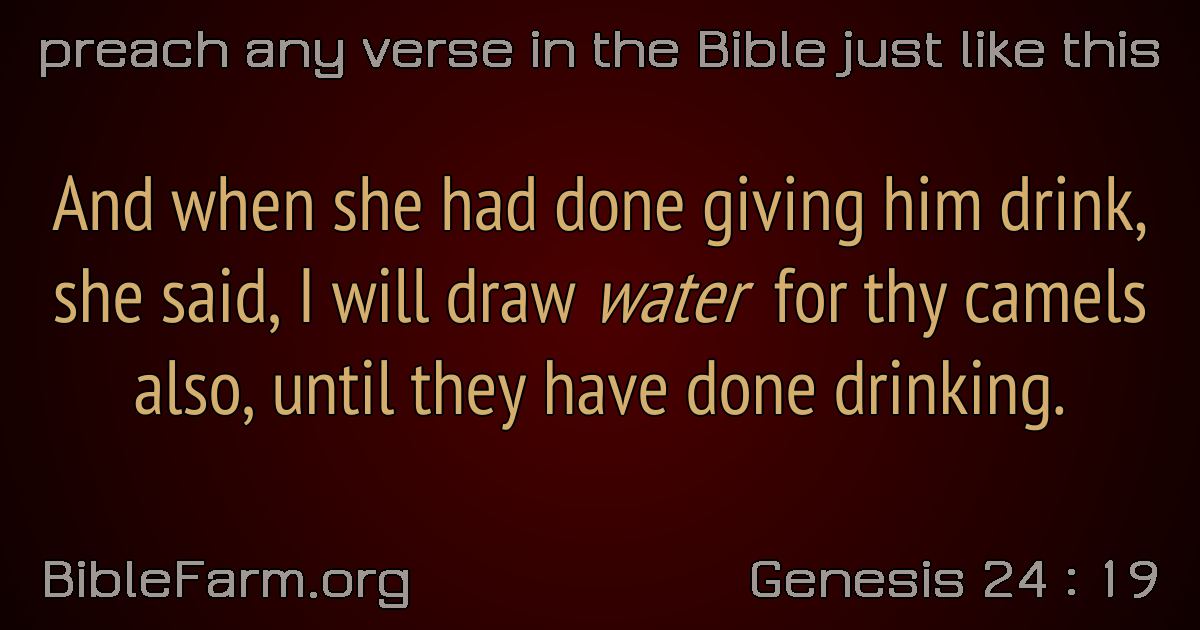 preach any verse in the Bible just like this
And when she had done giving him drink,
she said, I will draw water for thy camels
also, until they have done drinking.
BibleFarm.org
Genesis 24 : 19